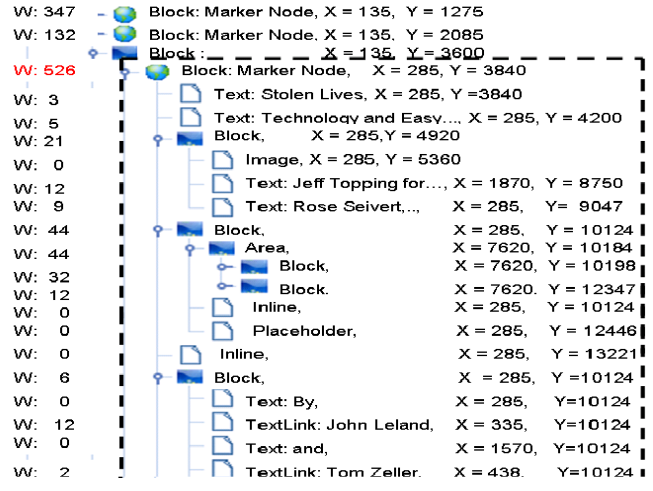 W: 347 Block: Marker Node, X = 135, Y = 1275
W: 132 Block: Marker Node. X = 135, Y = 2085
Block : X = 135, Y = 3600
W: 526 Block: Marker Node, X = 285, Y = 3840
W: 3 Text: Stolen Lives, X = 285, Y =3840
W: 5 Text: Technology and Easy..., X = 285, Y = 4200
W: 21 Block, X = 285,Y = 4920
W: 0 Image, X = 285, Y = 5360
W: 12 Text: Jeff Topping for..., X = 1870, Y = 8750
W: 9 Text: Rose Seivert,.., X = 285, Y= 9047
W: 44 Block, X = 285, Y = 10124
W: 44 Area, X = 7620, Y = 10184
W: 32 Block, X = 7620, Y = 10198
W: 12 Block. X = 7620. Y = 12347
W: 0 Inline, X = 285, Y = 10124
W: 0 Placeholder, X = 285, Y = 12446
W: 0 Inline, X = 285, Y = 13221
W: 6 Block, X = 285, Y =10124
W: 0 Text: By, X = 285, Y=10124
W: 12 TextLink: John Leland, X = 335, Y=10124
W: 0 Text: and, X = 1570, Y=10124
W: 2 TextLink: Tom Zeller, X = 438, Y=10124